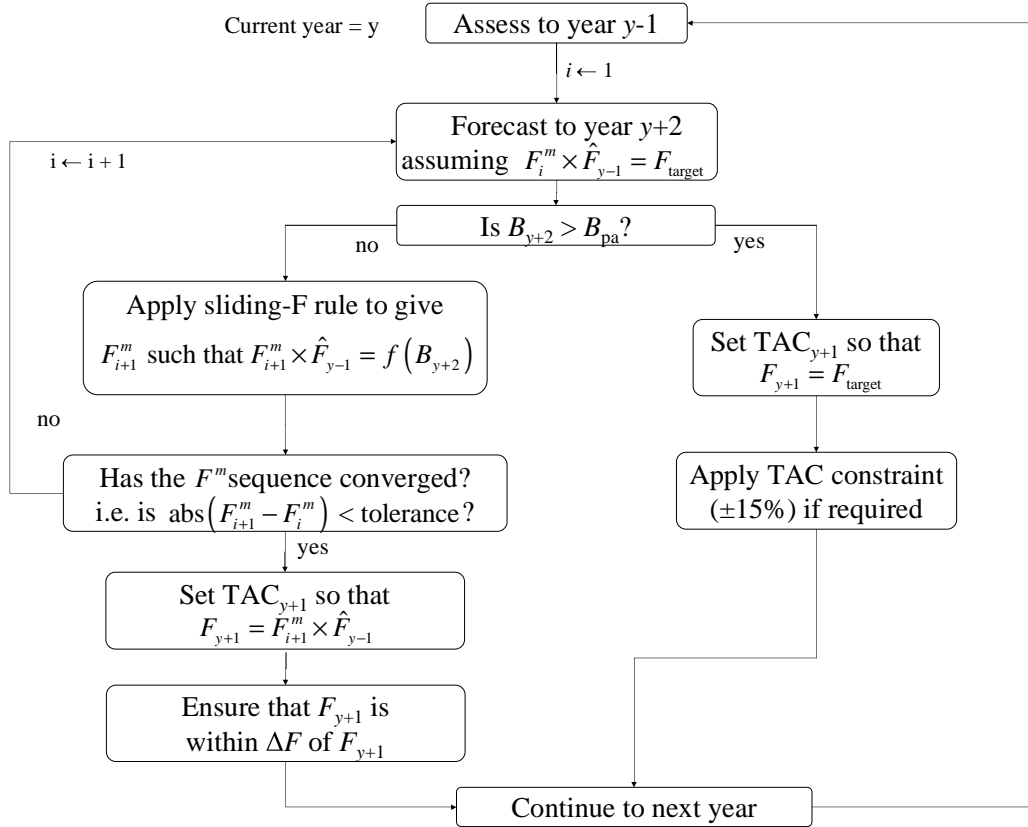 Current year = y
Assess to year y-1
i ← 1
Forecast to year y+2
assuming F_i^m × F̂_{y−1} = F_target
i ← i + 1
Is B_{y+2} > B_pa?
no
yes
Apply sliding-F rule to give
F_{i+1}^m such that F_{i+1}^m × F̂_{y−1} = f(B_{y+2})
Set TAC_{y+1} so that
F_{y+1} = F_target
no
Has the F^m sequence converged?
i.e. is abs(F_{i+1}^m − F_i^m) < tolerance?
Apply TAC constraint
(±15%) if required
yes
Set TAC_{y+1} so that
F_{y+1} = F_{i+1}^m × F̂_{y−1}
Ensure that F_{y+1} is
within ΔF of F_{y+1}
Continue to next year